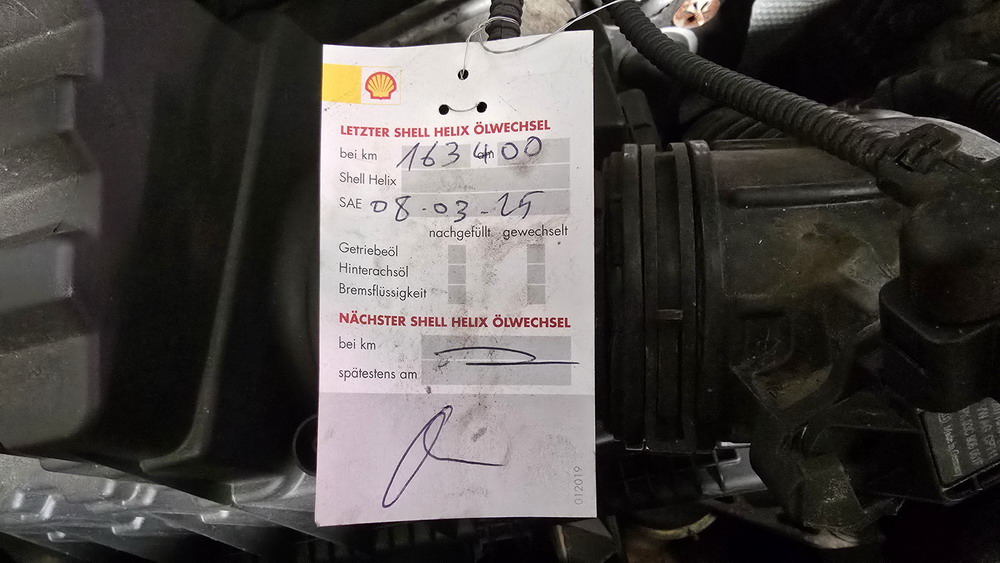 LETZTER SHELL HELIX ÖLWECHSEL
bei km 163400
Shell Helix
SAE 08-03-25
nachgefüllt gewechselt
Getriebeöl
Hinterachsöl
Bremsflüssigkeit
NÄCHSTER SHELL HELIX ÖLWECHSEL
bei km
spätestens am
012019